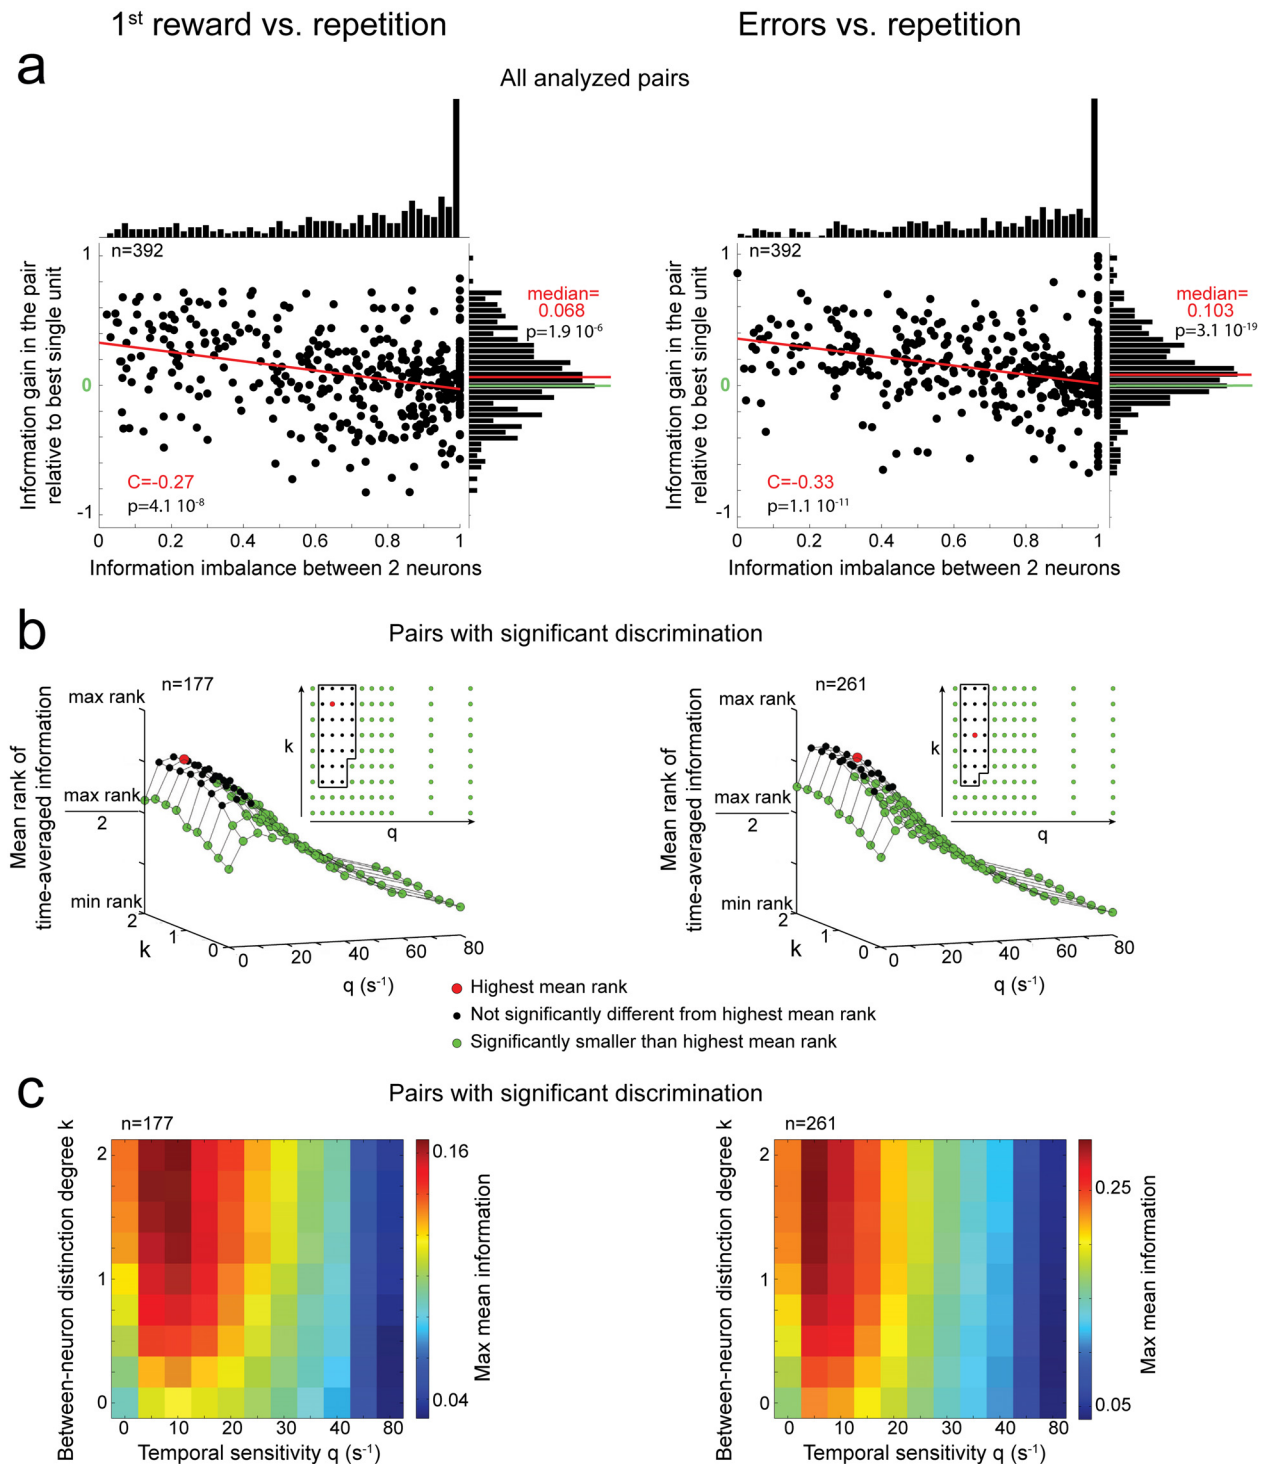 1st reward vs. repetition
Errors vs. repetition
a
All analyzed pairs
n=392
1
0
-1
Information gain in the pair
relative to best single unit
median=
0.068
p=1.9 10-6
C=-0.27
p=4.1 10-8
0 0.2 0.4 0.6 0.8 1
Information imbalance between 2 neurons
n=392
1
0
-1
Information gain in the pair
relative to best single unit
median=
0.103
p=3.1 10-19
C=-0.33
p=1.1 10-11
0 0.2 0.4 0.6 0.8 1
Information imbalance between 2 neurons
b
Pairs with significant discrimination
n=177
Mean rank of
time-averaged information
max rank
max rank
2
min rank
2
1
0
k
0 20 40 60 80
q (s-1)
k
q
n=261
Mean rank of
time-averaged information
max rank
max rank
2
min rank
2
1
0
k
0 20 40 60 80
q (s-1)
k
q
Highest mean rank
Not significantly different from highest mean rank
Significantly smaller than highest mean rank
c
Pairs with significant discrimination
n=177
Between-neuron distinction degree k
2
1
0
0 10 20 30 40 80
Temporal sensitivity q (s-1)
0.16
0.04
Max mean information
n=261
Between-neuron distinction degree k
2
1
0
0 10 20 30 40 80
Temporal sensitivity q (s-1)
0.25
0.05
Max mean information